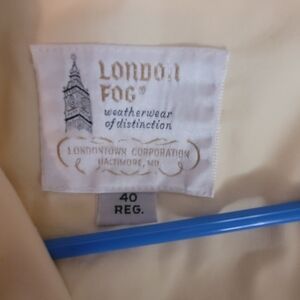 LONDON
FOG®
weatherwear
of distinction
LONDONTOWN CORPORATION
BALTIMORE, MD.
40
REG.